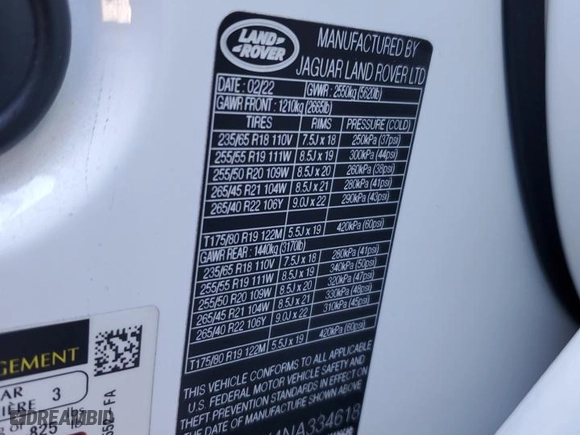 LAND
ROVER
MANUFACTURED BY
JAGUAR LAND ROVER LTD
DATE: 02/22 GVWR: 2550kg (5620lb)
GAWR FRONT: 1210kg (2665lb)
TIRES RIMS PRESSURE (COLD)
235/65 R18 110V 7.5J x 18 250kPa (37psi)
255/55 R19 111W 8.5J x 19 300kPa (44psi)
255/50 R20 109W 8.5J x 20 260kPa (38psi)
265/45 R21 104W 8.5J x 21 280kPa (41psi)
265/40 R22 106Y 9.0J x 22 290kPa (43psi)
T175/80 R19 122M 5.5J x 19 420kPa (60psi)
GAWR REAR: 1440kg (3170lb)
235/65 R18 110V 7.5J x 18 280kPa (41psi)
255/55 R19 111W 8.5J x 19 340kPa (50psi)
255/50 R20 109W 8.5J x 20 320kPa (47psi)
265/45 R21 104W 8.5J x 21 330kPa (48psi)
265/40 R22 106Y 9.0J x 22 310kPa (45psi)
T175/80 R19 122M 5.5J x 19 420kPa (60psi)
THIS VEHICLE CONFORMS TO ALL APPLICABLE
U.S. FEDERAL MOTOR VEHICLE SAFETY AND
THEFT PREVENTION STANDARDS IN EFFECT
NA334618
GEMENT
AR 3
IÈRE
825
DREAMBID